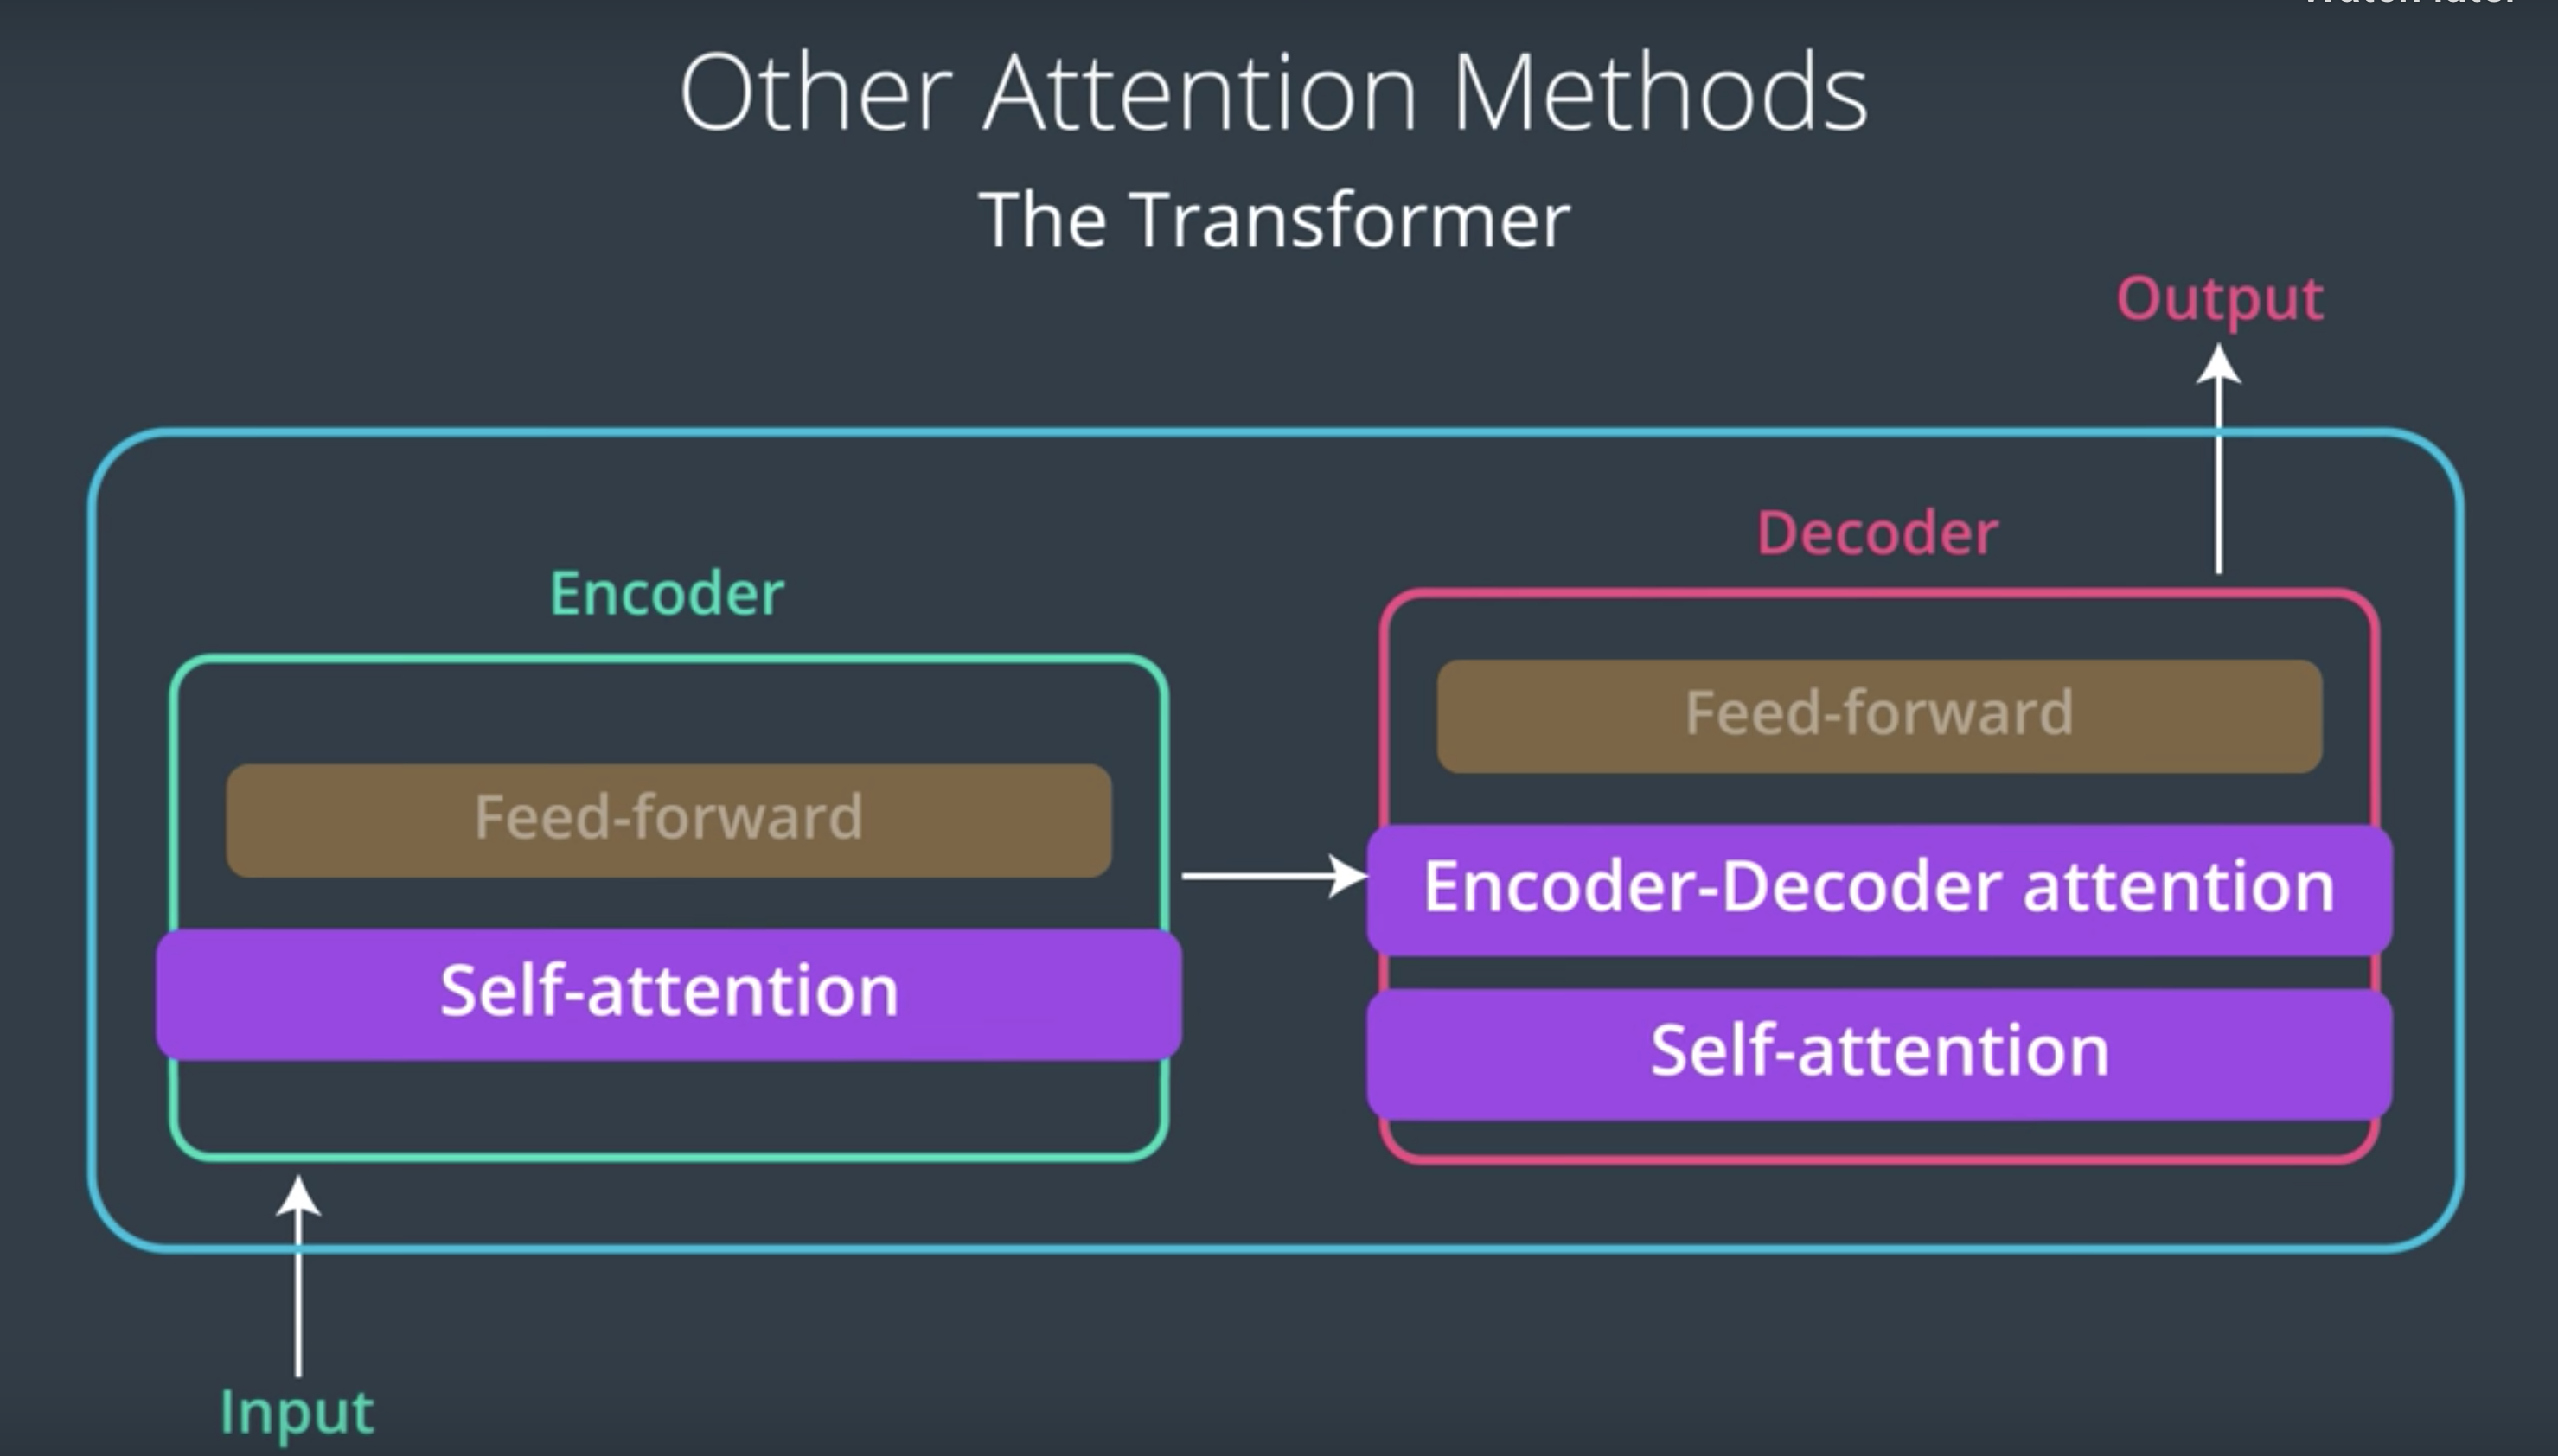 Other Attention Methods
The Transformer
Output
Decoder
Encoder
Feed-forward
Feed-forward
Encoder-Decoder attention
Self-attention
Self-attention
Input